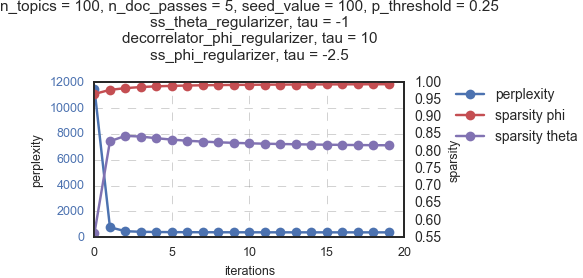 n_topics = 100, n_doc_passes = 5, seed_value = 100, p_threshold = 0.25
ss_theta_regularizer, tau = -1
decorrelator_phi_regularizer, tau = 10
ss_phi_regularizer, tau = -2.5
12000
10000
8000
6000
4000
2000
0
perplexity
0
5
10
15
20
iterations
1.00
0.95
0.90
0.85
0.80
0.75
0.70
0.65
0.60
0.55
sparsity
perplexity
sparsity phi
sparsity theta